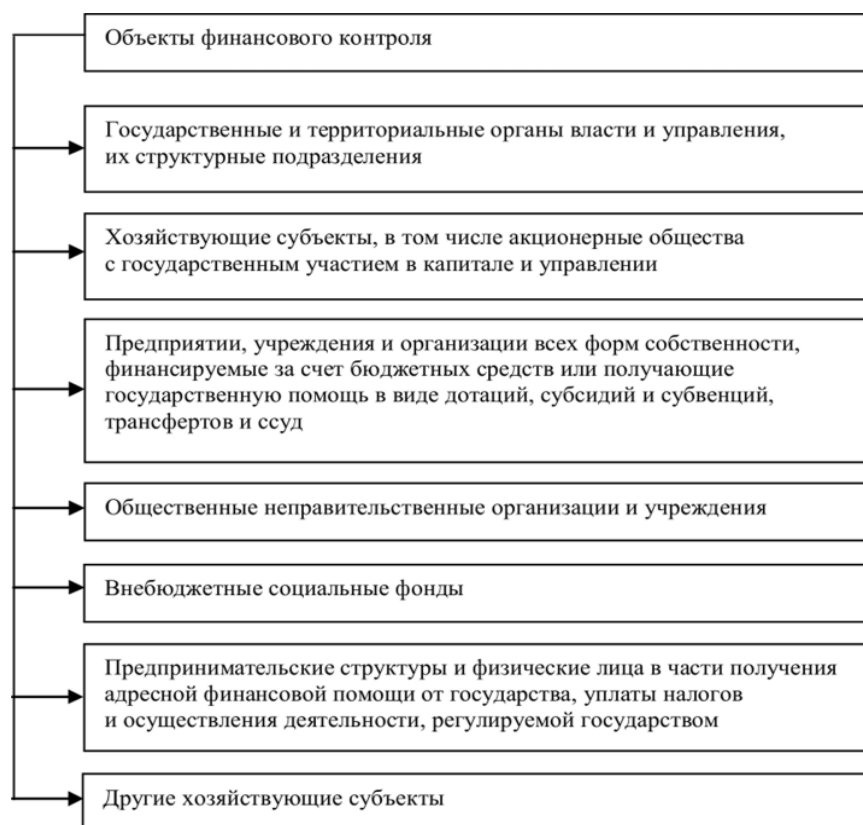 Объекты финансового контроля
Государственные и территориальные органы власти и управления,
их структурные подразделения
Хозяйствующие субъекты, в том числе акционерные общества
с государственным участием в капитале и управлении
Предприятии, учреждения и организации всех форм собственности,
финансируемые за счет бюджетных средств или получающие
государственную помощь в виде дотаций, субсидий и субвенций,
трансфертов и ссуд
Общественные неправительственные организации и учреждения
Внебюджетные социальные фонды
Предпринимательские структуры и физические лица в части получения
адресной финансовой помощи от государства, уплаты налогов
и осуществления деятельности, регулируемой государством
Другие хозяйствующие субъекты